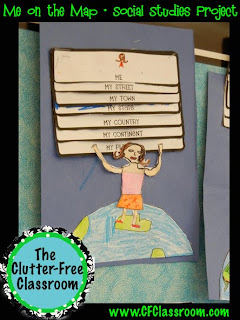 Me on the Map - social studies project
ME
MY STREET
MY TOWN
MY STATE
MY COUNTRY
MY CONTINENT
MY
The
Clutter-Free
Classroom
www.CFClassroom.com